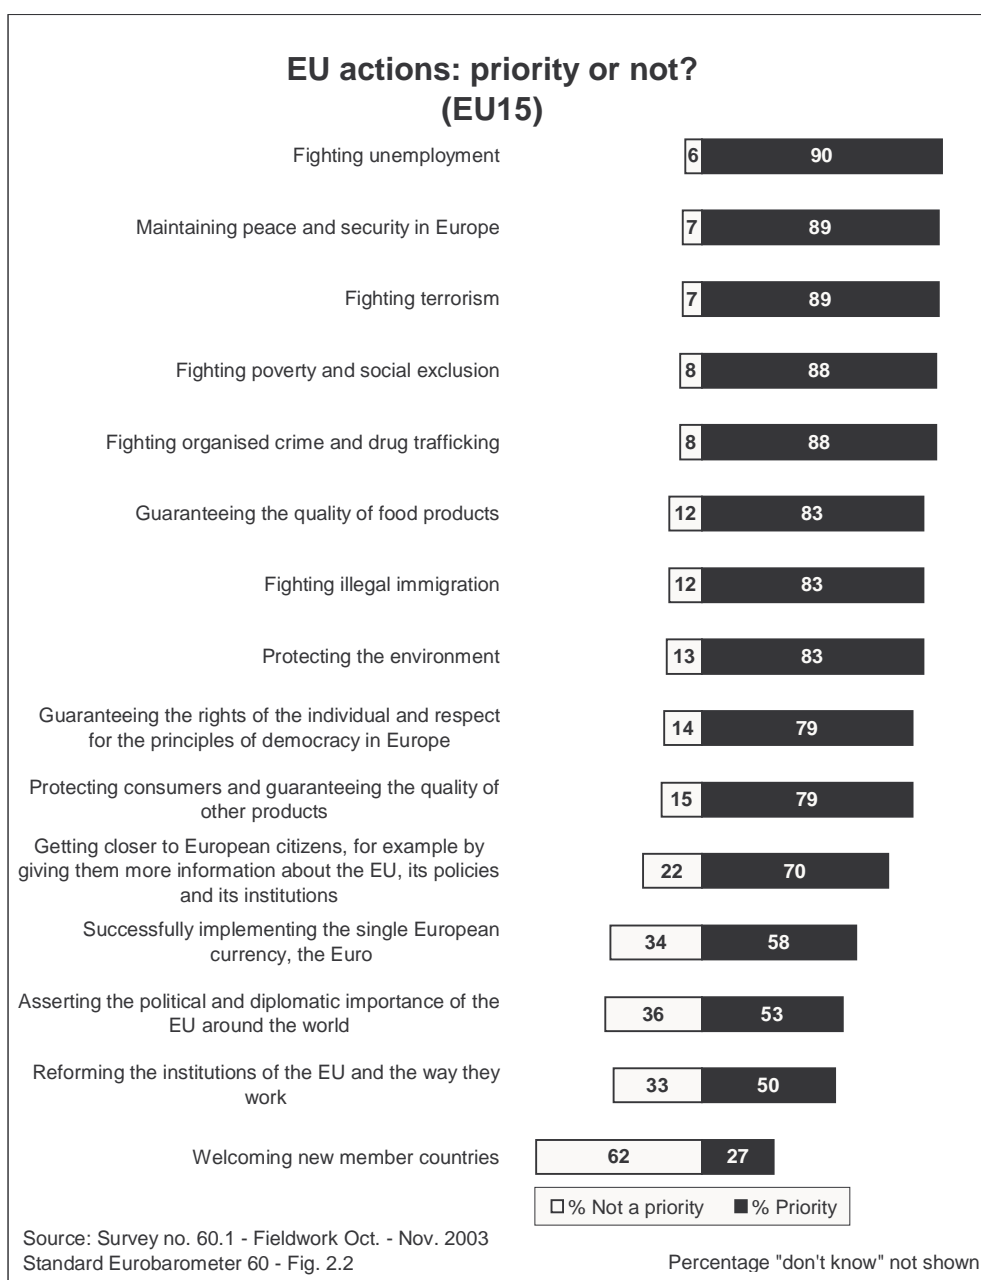 EU actions: priority or not?
(EU15)
Fighting unemployment 6 90
Maintaining peace and security in Europe 7 89
Fighting terrorism 7 89
Fighting poverty and social exclusion 8 88
Fighting organised crime and drug trafficking 8 88
Guaranteeing the quality of food products 12 83
Fighting illegal immigration 12 83
Protecting the environment 13 83
Guaranteeing the rights of the individual and respect
for the principles of democracy in Europe 14 79
Protecting consumers and guaranteeing the quality of
other products 15 79
Getting closer to European citizens, for example by
giving them more information about the EU, its policies
and its institutions 22 70
Successfully implementing the single European
currency, the Euro 34 58
Asserting the political and diplomatic importance of the
EU around the world 36 53
Reforming the institutions of the EU and the way they
work 33 50
Welcoming new member countries 62 27
% Not a priority % Priority
Source: Survey no. 60.1 - Fieldwork Oct. - Nov. 2003
Standard Eurobarometer 60 - Fig. 2.2
Percentage "don't know" not shown